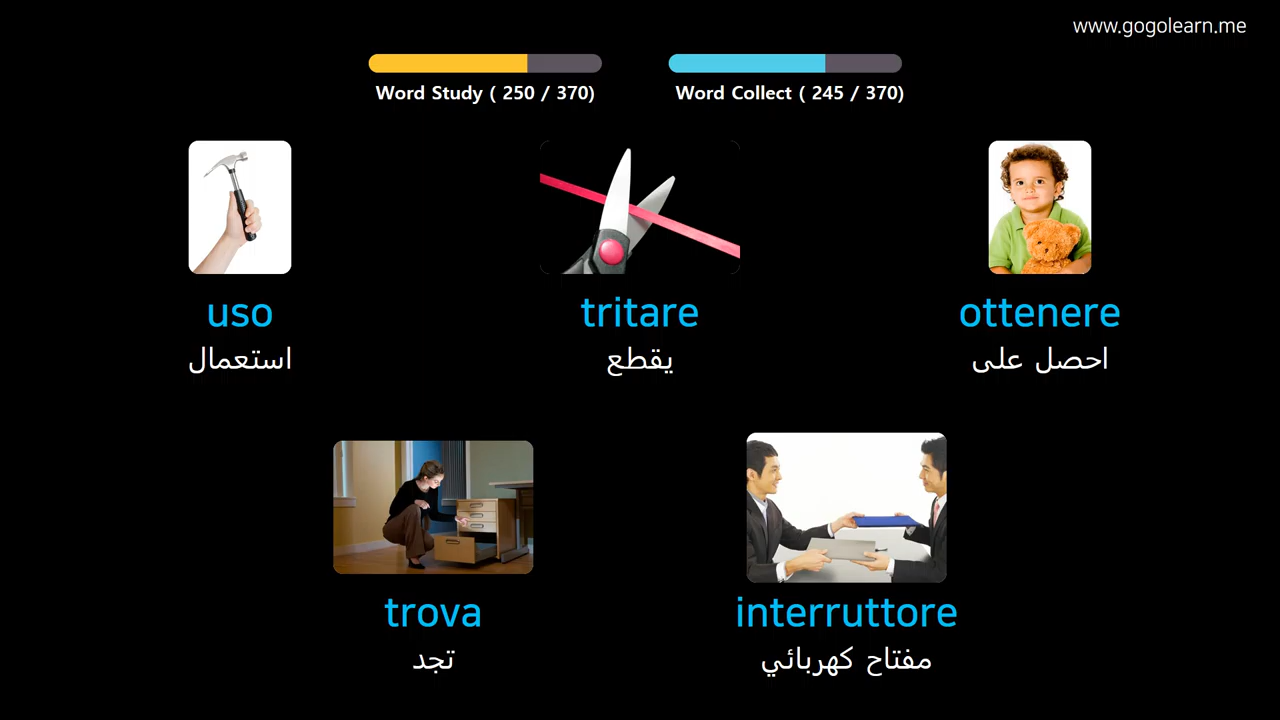 www.gogolearn.me
Word Study ( 250 / 370)
Word Collect ( 245 / 370)
uso
استعمال
tritare
يقطع
ottenere
احصل على
trova
تجد
interruttore
مفتاح كهربائي